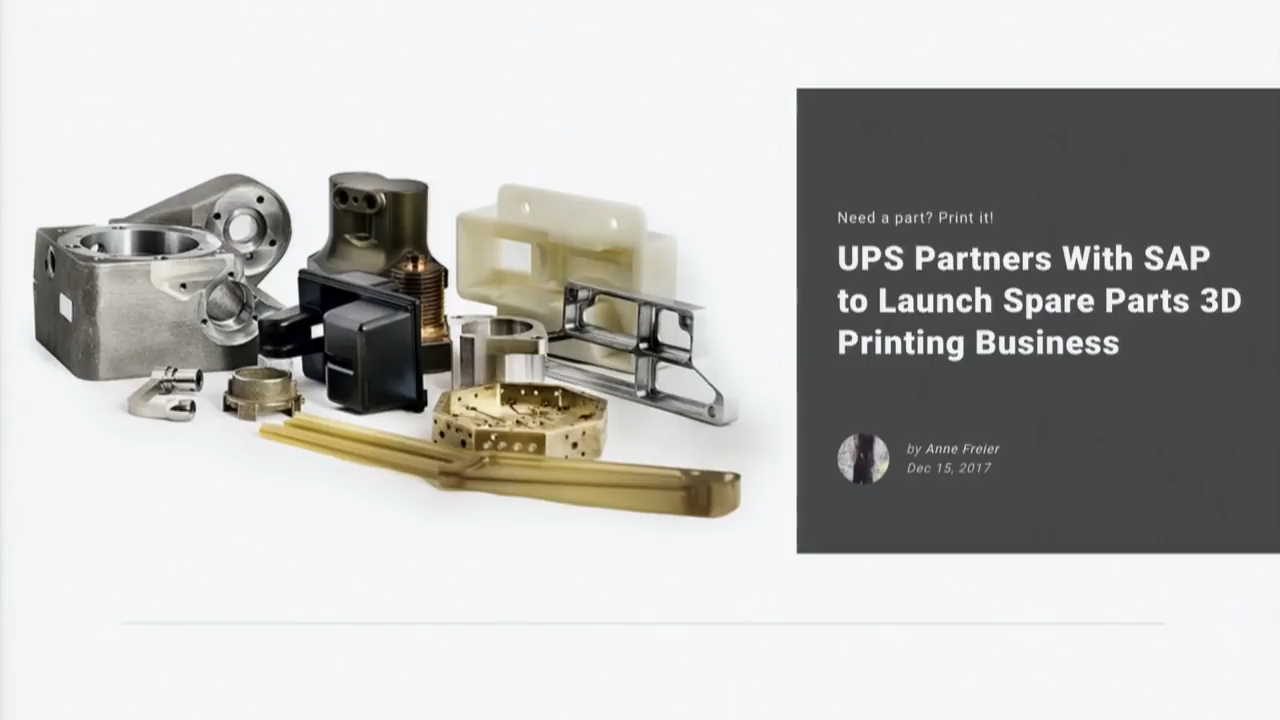 Need a part? Print it!
UPS Partners With SAP
to Launch Spare Parts 3D
Printing Business
by Anne Freier
Dec 15, 2017